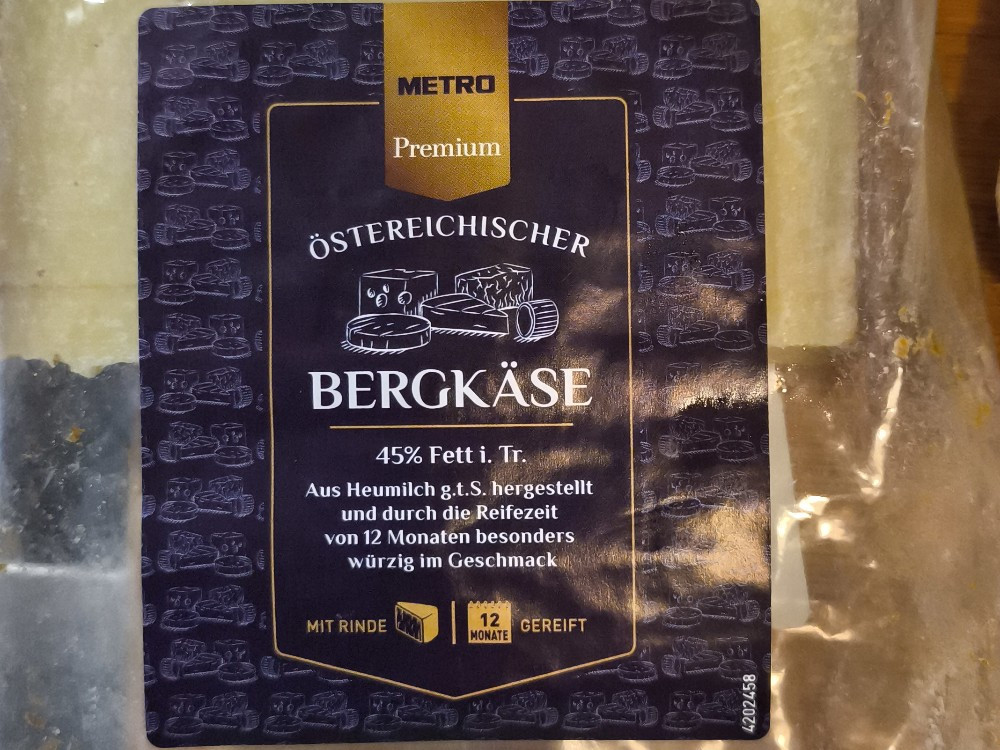 METRO
Premium
ÖSTEREICHISCHER
BERGKÄSE
45% Fett i. Tr.
Aus Heumilch g.t.S. hergestellt
und durch die Reifezeit
von 12 Monaten besonders
würzig im Geschmack
MIT RINDE
12
MONATE
GEREIFT
4202458